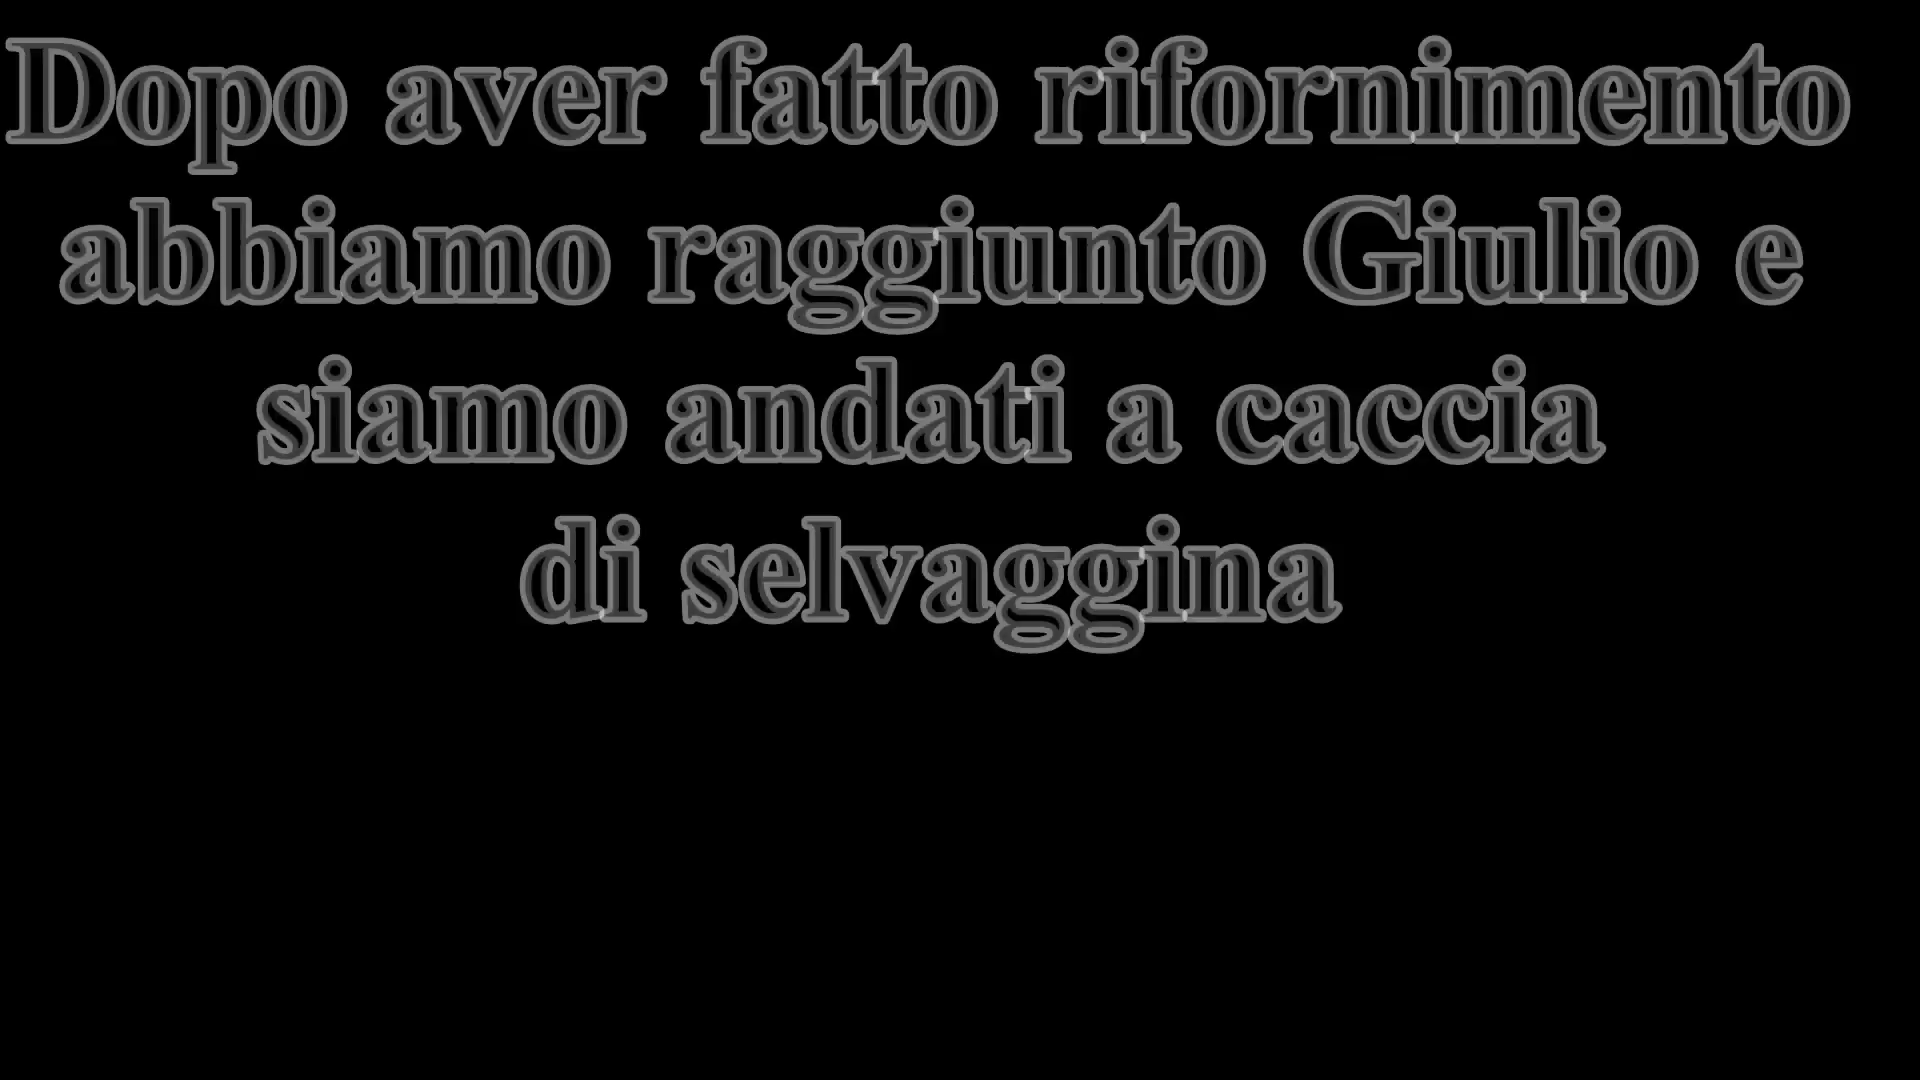 Dopo aver fatto rifornimento
abbiamo raggiunto Giulio e
siamo andati a caccia
di selvaggina